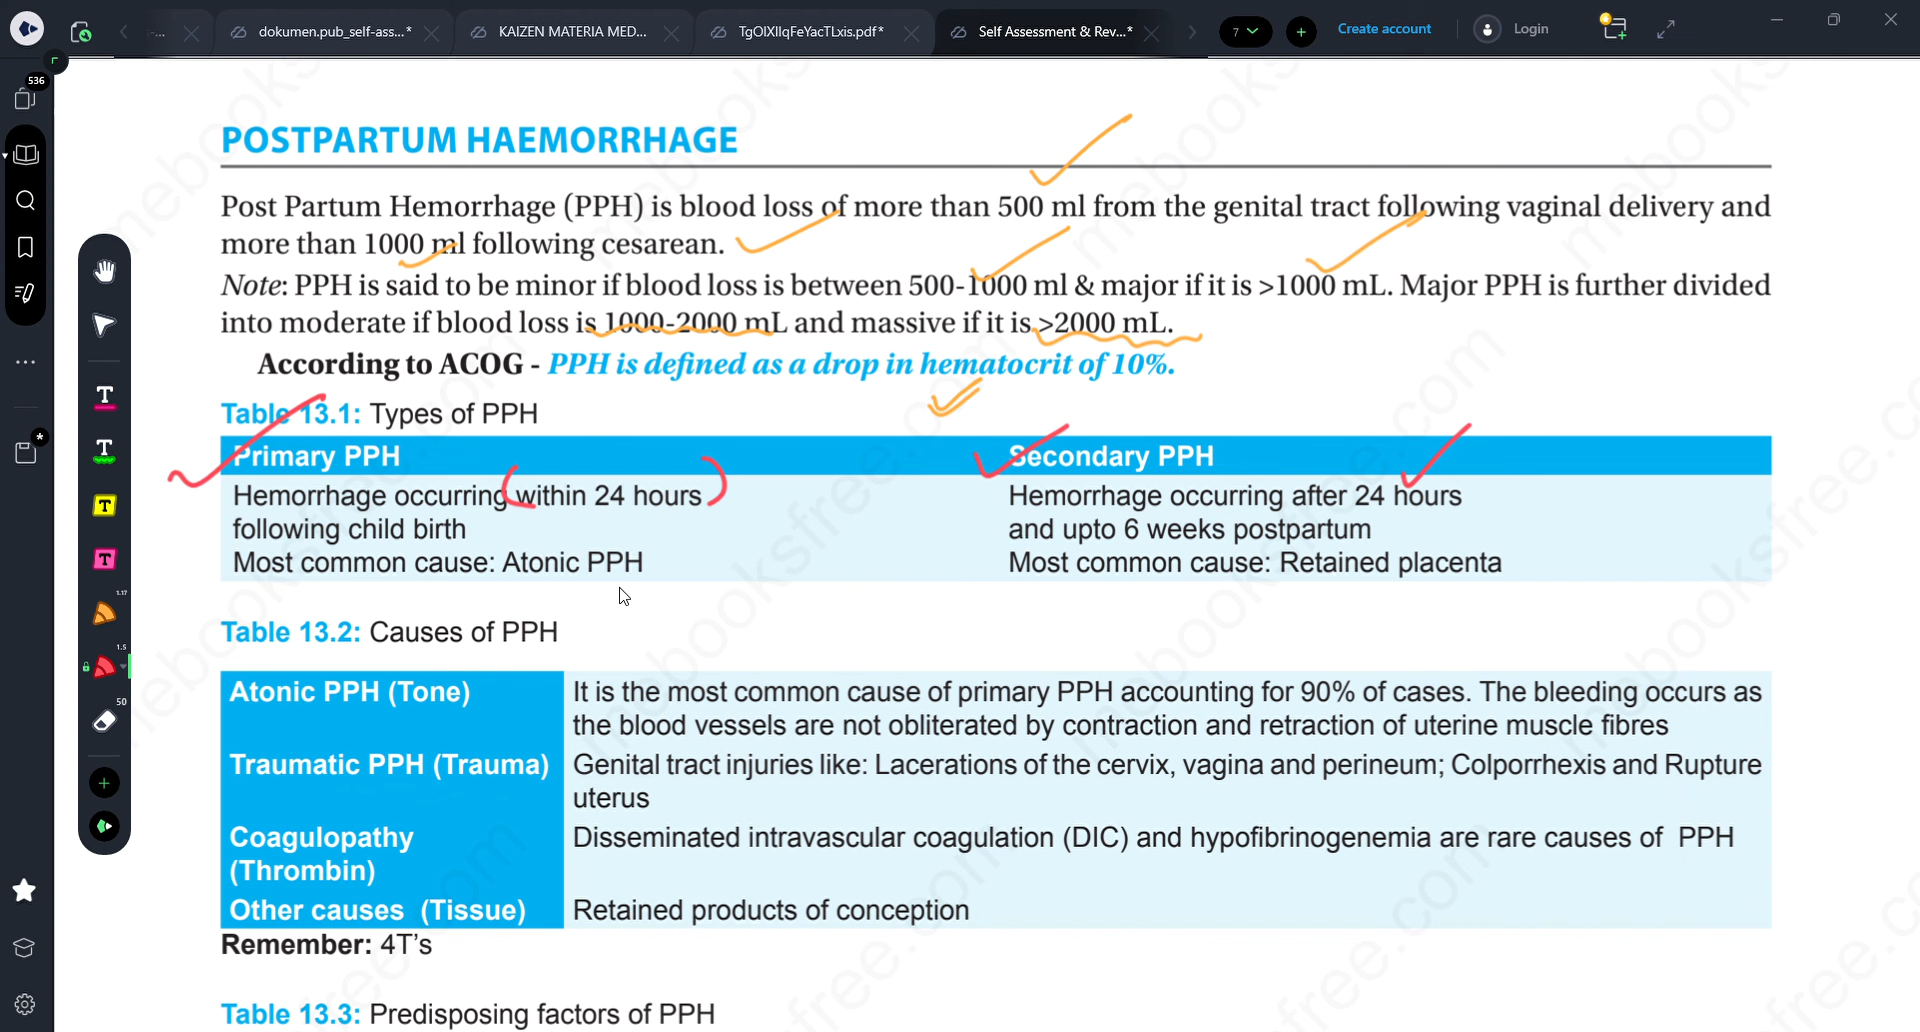 ...
dokumen.pub_self-ass...*
KAIZEN MATERIA MED...
TgOIXIlqFeYacTLxis.pdf*
Self Assessment & Rev...*
7
Create account
Login
536
POSTPARTUM HAEMORRHAGE
Post Partum Hemorrhage (PPH) is blood loss of more than 500 ml from the genital tract following vaginal delivery and
more than 1000 ml following cesarean.
Note: PPH is said to be minor if blood loss is between 500-1000 ml & major if it is >1000 mL. Major PPH is further divided
into moderate if blood loss is 1000-2000 mL and massive if it is >2000 mL.
According to ACOG - PPH is defined as a drop in hematocrit of 10%.
Table 13.1: Types of PPH
Primary PPH
Secondary PPH
Hemorrhage occurring within 24 hours
following child birth
Most common cause: Atonic PPH
Hemorrhage occurring after 24 hours
and upto 6 weeks postpartum
Most common cause: Retained placenta
Table 13.2: Causes of PPH
Atonic PPH (Tone)
It is the most common cause of primary PPH accounting for 90% of cases. The bleeding occurs as
the blood vessels are not obliterated by contraction and retraction of uterine muscle fibres
Traumatic PPH (Trauma)
Genital tract injuries like: Lacerations of the cervix, vagina and perineum; Colporrhexis and Rupture
uterus
Coagulopathy
(Thrombin)
Disseminated intravascular coagulation (DIC) and hypofibrinogenemia are rare causes of PPH
Other causes (Tissue)
Retained products of conception
Remember: 4T's
Table 13.3: Predisposing factors of PPH
T
T
T
T
1.17
1.5
50